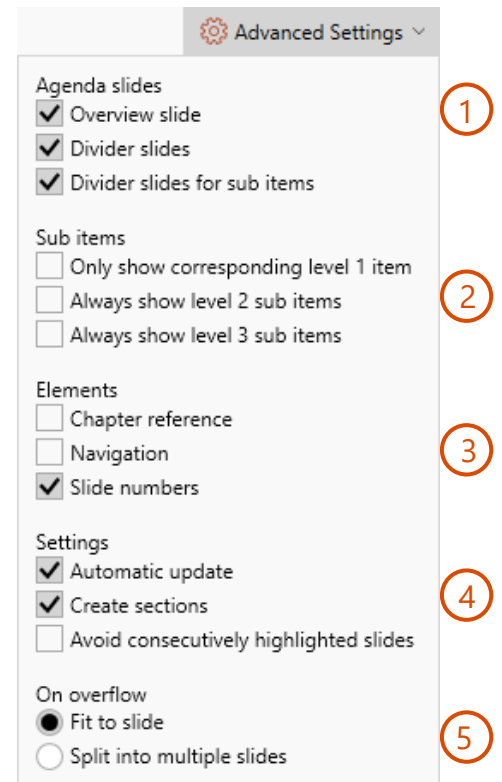 Advanced Settings
Agenda slides
1
Overview slide
Divider slides
Divider slides for sub items
Sub items
Only show corresponding level 1 item
2
Always show level 2 sub items
Always show level 3 sub items
Elements
Chapter reference
3
Navigation
Slide numbers
Settings
Automatic update
4
Create sections
Avoid consecutively highlighted slides
On overflow
Fit to slide
5
Split into multiple slides